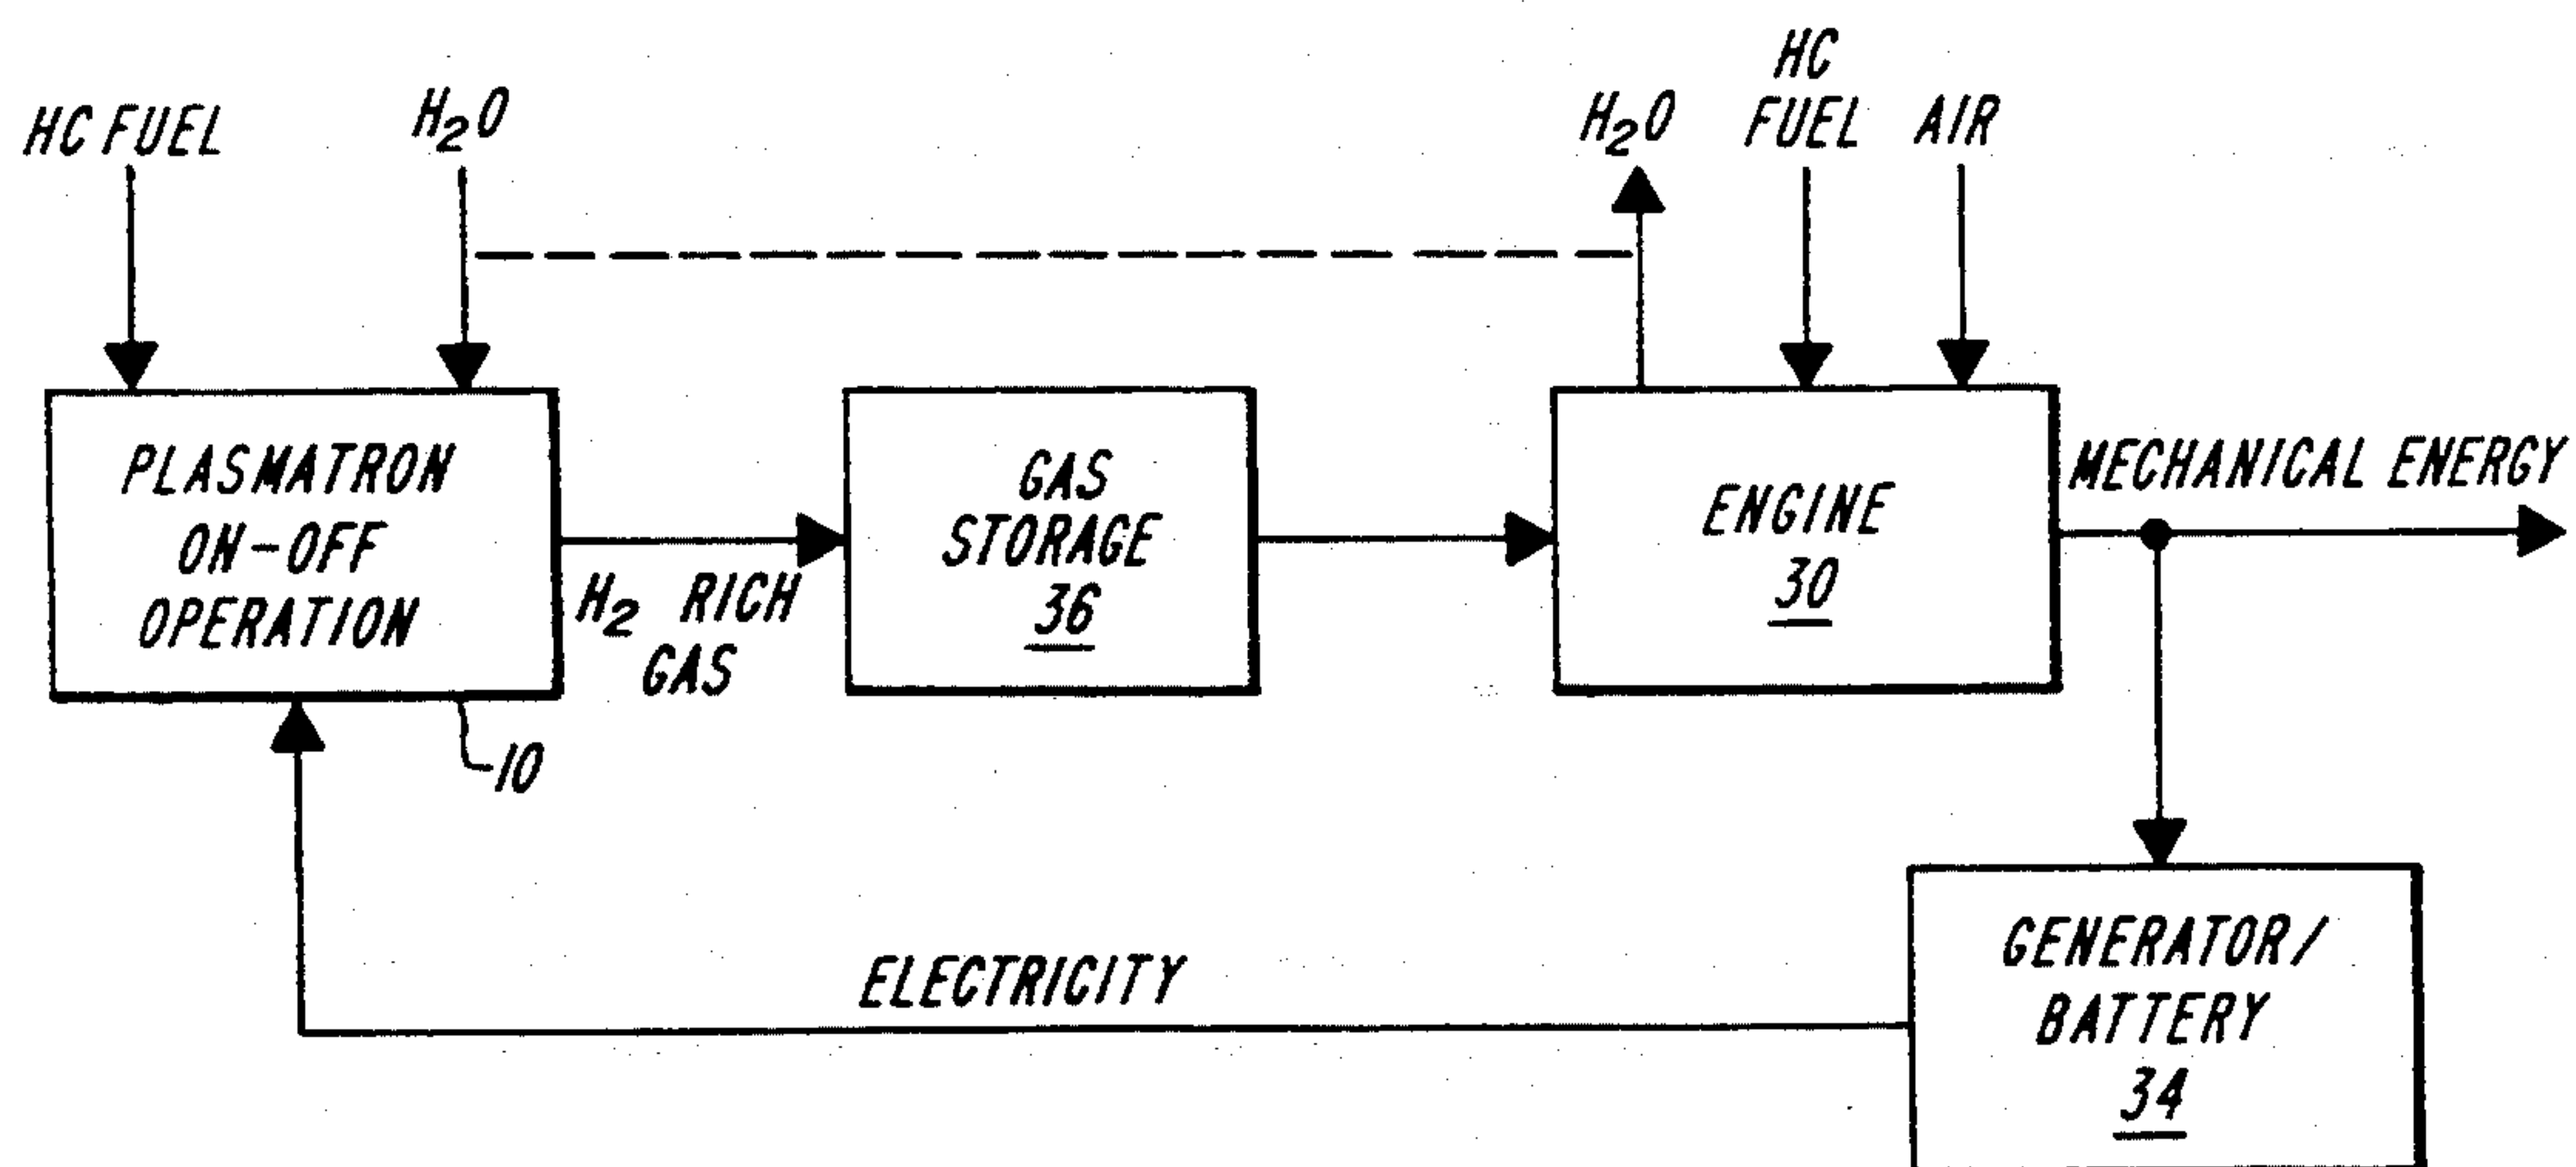 HC FUEL
H2O
H2O
HC
FUEL
AIR
PLASMATRON
ON-OFF
OPERATION
10
H2 RICH
GAS
GAS
STORAGE
36
ENGINE
30
MECHANICAL ENERGY
ELECTRICITY
GENERATOR/
BATTERY
34